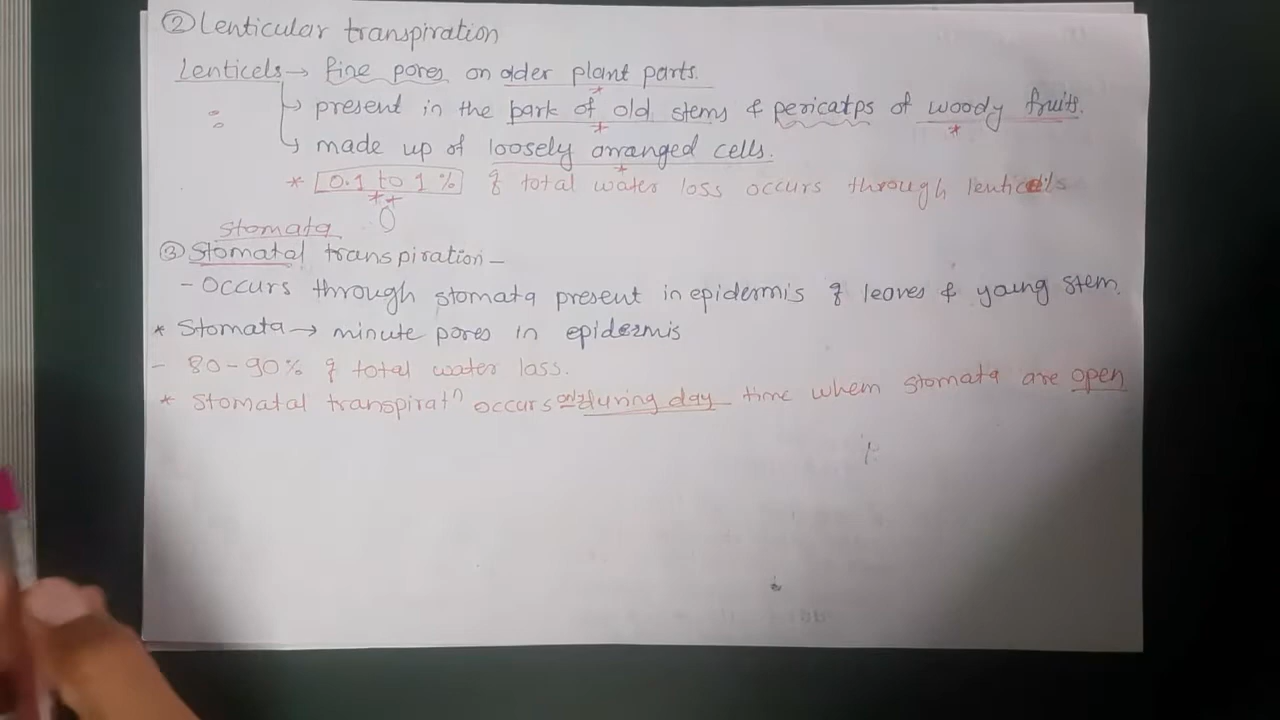 ② Lenticular transpiration
Lenticels → fine pores on older plant parts.
↳ present in the bark of old stems & pericarps of woody fruits.
↳ made up of loosely arranged cells.
* 0.1 to 1 % of total water loss occurs through lenticels
stomata
③ Stomatal transpiration –
- Occurs through stomata present in epidermis of leaves & young stem.
* Stomata → minute pores in epidermis
- 80-90% of total water loss.
* Stomatal transpiratⁿ occurs only during day time when stomata are open